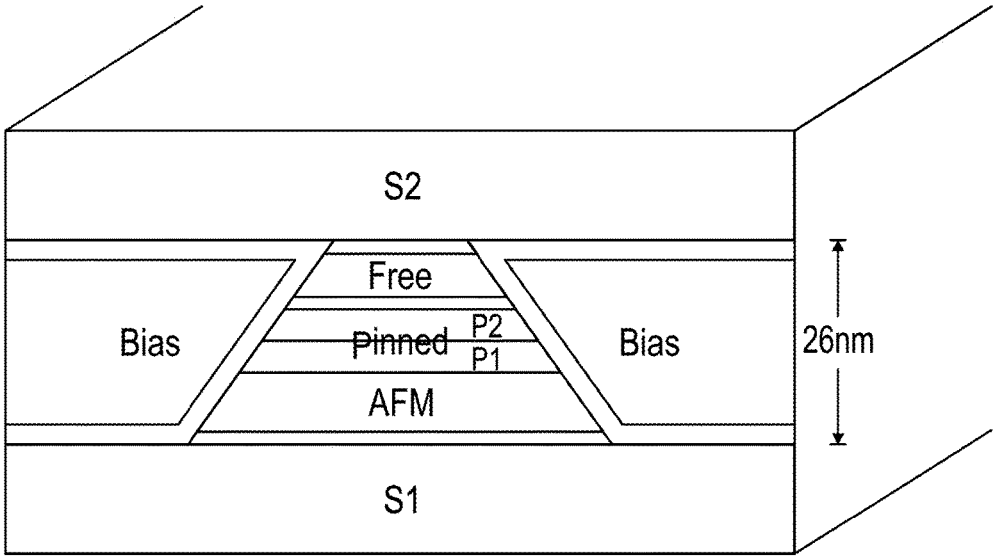 S2
Free
Bias
Pinned
P2
P1
Bias
26nm
AFM
S1